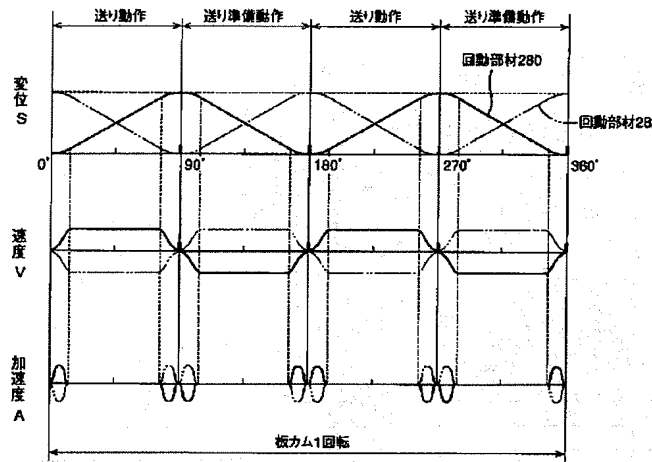 送り動作 送り準備動作 送り動作 送り準備動作
回動部材280
変位 S
回動部材28
0° 90° 180° 270° 360°
速度 V
加速度 A
板カム1回転